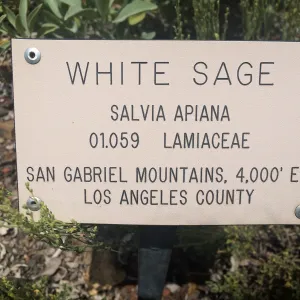 WHITE SAGE
SALVIA APIANA
01.059 LAMIACEAE
SAN GABRIEL MOUNTAINS, 4,000' E
LOS ANGELES COUNTY